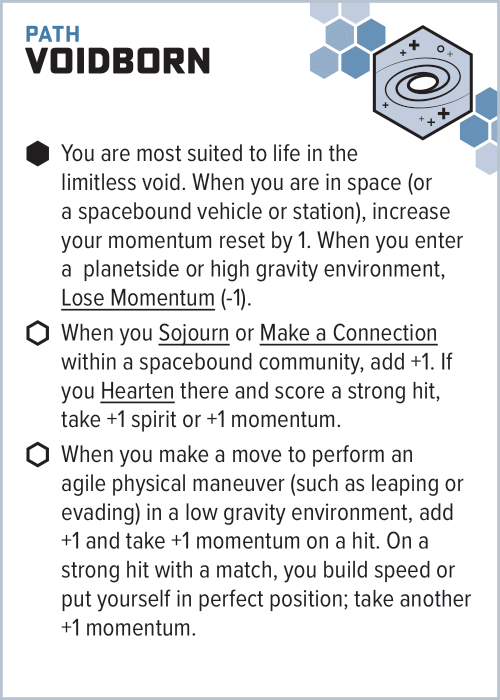 PATH
VOIDBORN
You are most suited to life in the
limitless void. When you are in space (or
a spacebound vehicle or station), increase
your momentum reset by 1. When you enter
a  planetside or high gravity environment,
Lose Momentum (-1).
When you Sojourn or Make a Connection
within a spacebound community, add +1. If
you Hearten there and score a strong hit,
take +1 spirit or +1 momentum.
When you make a move to perform an
agile physical maneuver (such as leaping or
evading) in a low gravity environment, add
+1 and take +1 momentum on a hit. On a
strong hit with a match, you build speed or
put yourself in perfect position; take another
+1 momentum.